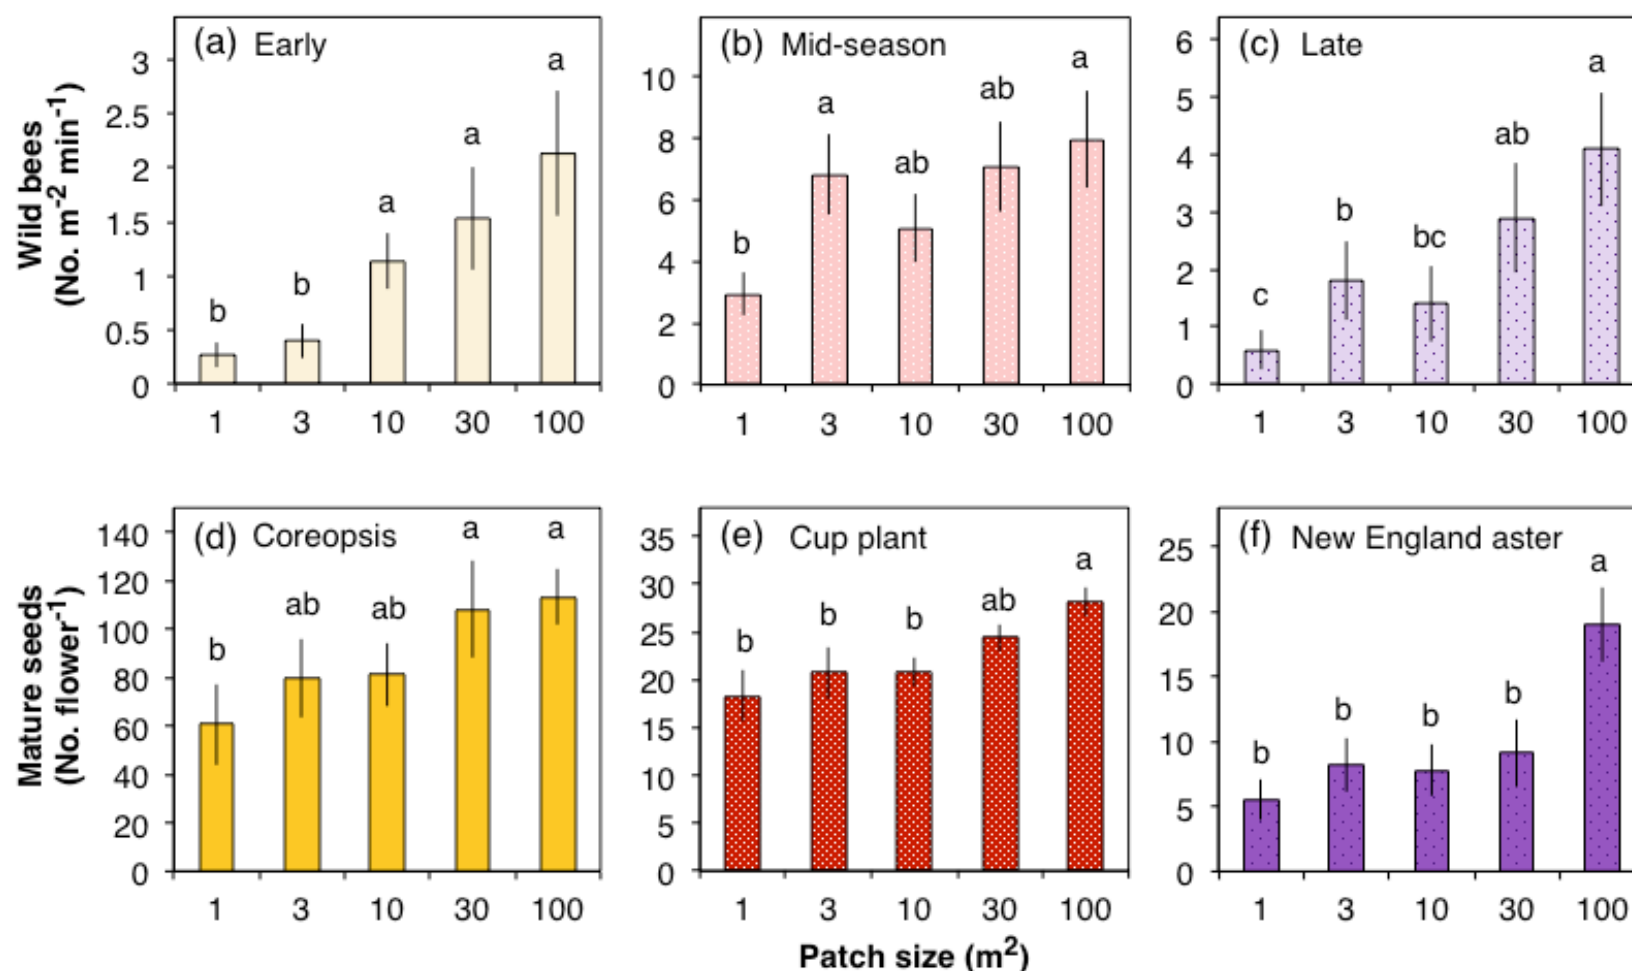 (a) Early
(b) Mid-season
(c) Late
Wild bees
(No. m⁻² min⁻¹)
3
2.5
2
1.5
1
0.5
0
b
b
a
a
a
1 3 10 30 100
10
8
6
4
2
0
b
a
ab
ab
a
1 3 10 30 100
6
5
4
3
2
1
0
c
b
bc
ab
a
1 3 10 30 100
(d) Coreopsis
(e) Cup plant
(f) New England aster
Mature seeds
(No. flower⁻¹)
140
120
100
80
60
40
20
0
b
ab
ab
a
a
1 3 10 30 100
35
30
25
20
15
10
5
0
b
b
b
ab
a
1 3 10 30 100
25
20
15
10
5
0
b
b
b
b
a
1 3 10 30 100
Patch size (m²)